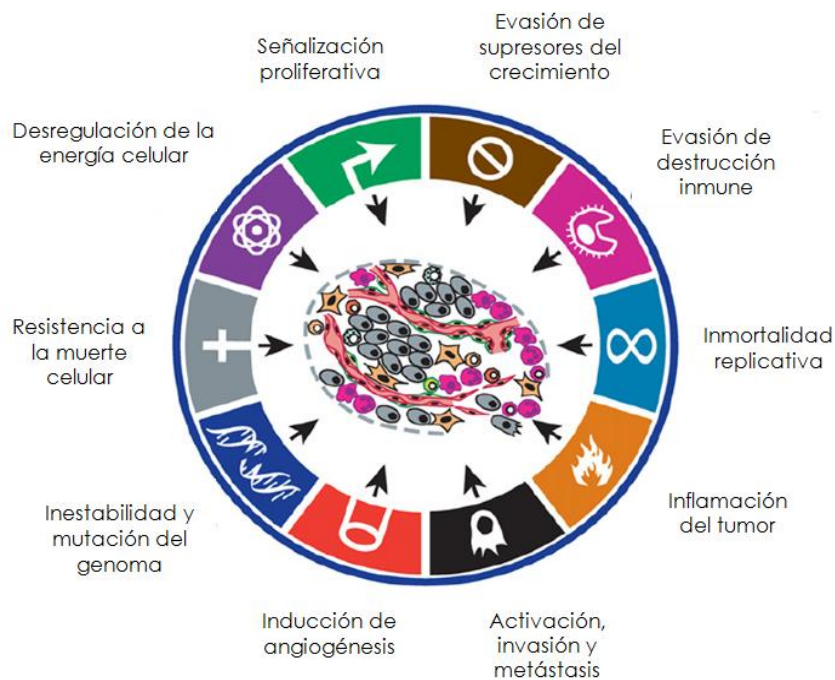 Señalización
proliferativa
Evasión de
supresores del
crecimiento
Desregulación de la
energía celular
Evasión de
destrucción
inmune
Resistencia a
la muerte
celular
Inmortalidad
replicativa
Inestabilidad y
mutación del
genoma
Inflamación
del tumor
Inducción de
angiogénesis
Activación,
invasión y
metástasis